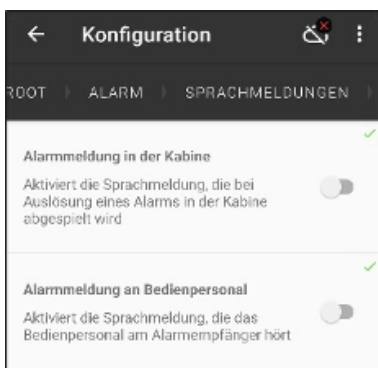 Konfiguration
ROOT ALARM SPRACHMELDUNGEN
Alarmmeldung in der Kabine
Aktiviert die Sprachmeldung, die bei
Auslösung eines Alarms in der Kabine
abgespielt wird
Alarmmeldung an Bedienpersonal
Aktiviert die Sprachmeldung, die das
Bedienpersonal am Alarmempfänger hört